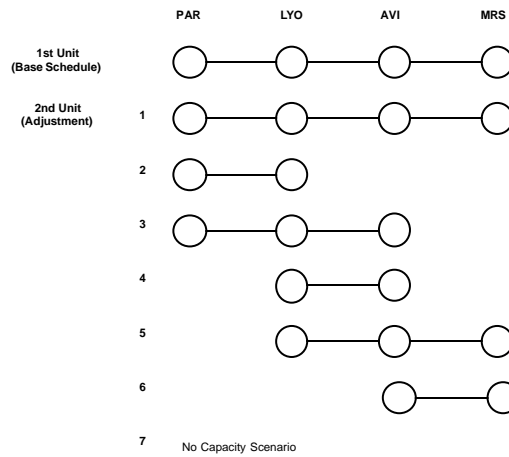 PAR LYO AVI MRS
1st Unit
(Base Schedule)
2nd Unit
(Adjustment)
1
2
3
4
5
6
7 No Capacity Scenario